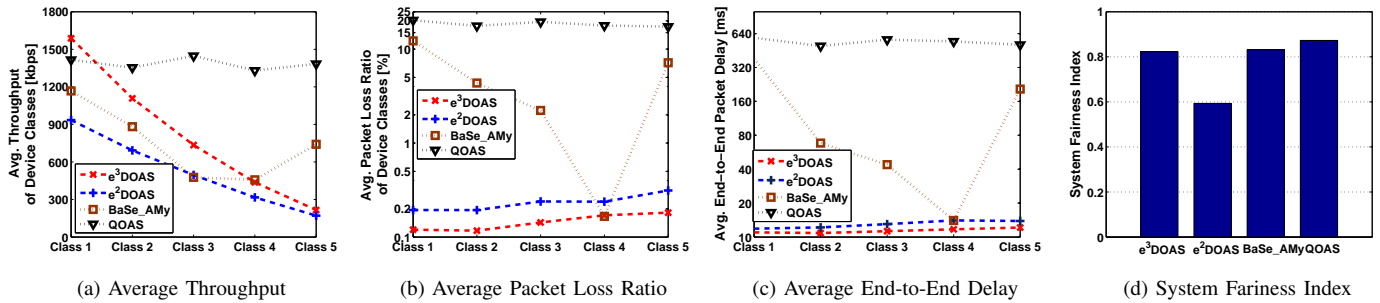 Avg. Throughput
of Device Classes [kbps]
1800
1500
1200
900
600
300
0
e³DOAS
e²DOAS
BaSe_AMy
QOAS
Class 1 Class 2 Class 3 Class 4 Class 5
(a) Average Throughput
Avg. Packet Loss Ratio
of Device Classes [%]
25
20
15
10
5
2
1
0.5
0.2
0.1
e³DOAS
e²DOAS
BaSe_AMy
QOAS
Class 1 Class 2 Class 3 Class 4 Class 5
(b) Average Packet Loss Ratio
Avg. End-to-End Packet Delay [ms]
640
320
160
80
40
20
10
e³DOAS
e²DOAS
BaSe_AMy
QOAS
Class 1 Class 2 Class 3 Class 4 Class 5
(c) Average End-to-End Delay
System Fairness Index
1
0.8
0.6
0.4
0.2
0
e³DOAS e²DOAS BaSe_AMy QOAS
(d) System Fariness Index